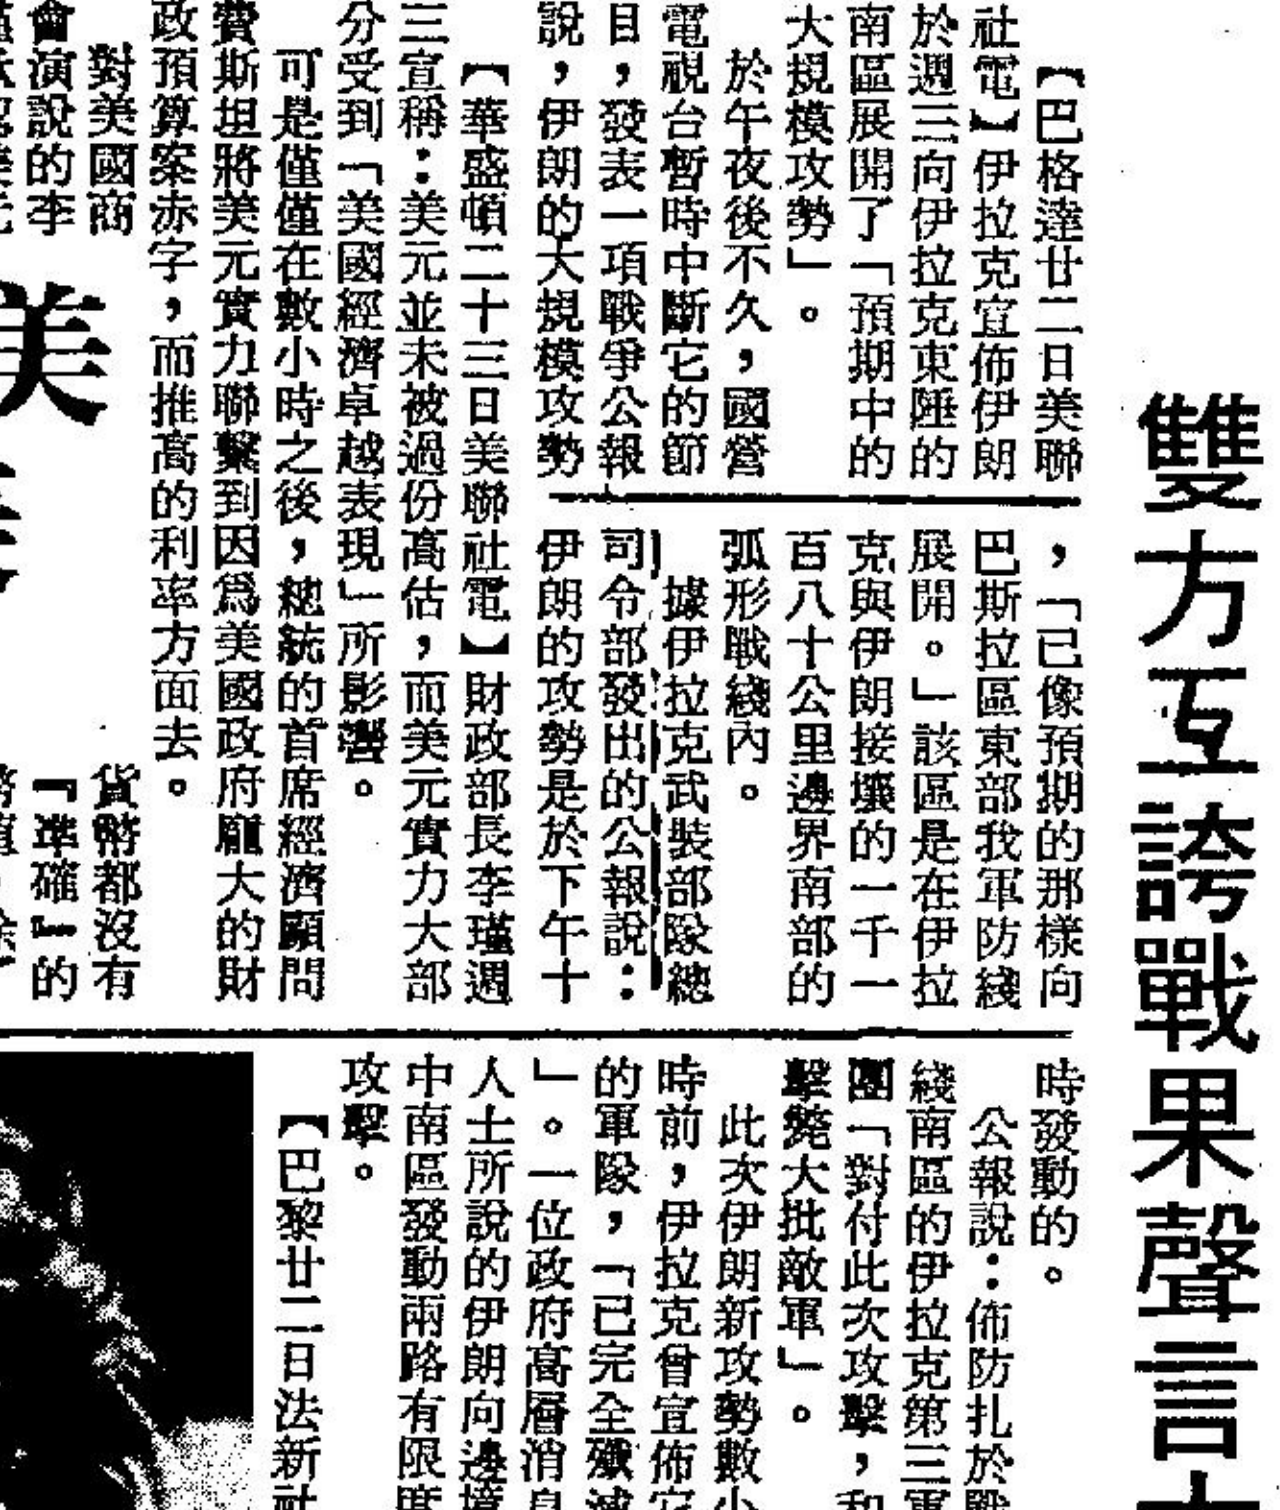 雙方互誇戰果聲言
【巴格達廿二日美聯
社電】伊拉克宣佈伊朗
於週三向伊拉克東陲的
南區展開了「預期中的
大規模攻勢」。
於午夜後不久，國營
電視台暫時中斷它的節
目，發表一項戰爭公報
說，伊朗的大規模攻勢
，「已像預期的那樣向
巴斯拉區東部我軍防綫
展開。」該區是在伊拉
克與伊朗接壤的一千一
百八十公里邊界南部的
弧形戰綫內。
據伊拉克武裝部隊總
司令部發出的公報說：
伊朗的攻勢是於下午十
時發動的。
公報說：佈防扎於戰
綫南區的伊拉克第三軍
團「對付此次攻擊，和
擊斃大批敵軍」。
此次伊朗新攻勢數小
時前，伊拉克曾宣佈它
的軍隊，「已完全殲滅
」。一位政府高層消息
人士所說的伊朗向邊境
中南區發動兩路有限度
攻擊。
【巴黎廿二日法新社
【華盛頓二十三日美聯社電】財政部長李瑾週
三宣稱：美元並未被過份高估，而美元實力大部
分受到「美國經濟卓越表現」所影響。
可是僅僅在數小時之後，總統的首席經濟顧問
費斯坦將美元實力聯繫到因爲美國政府龐大的財
政預算案赤字，而推高的利率方面去。
對美國商
會演說的李
美
貨幣都沒有
『準確』的